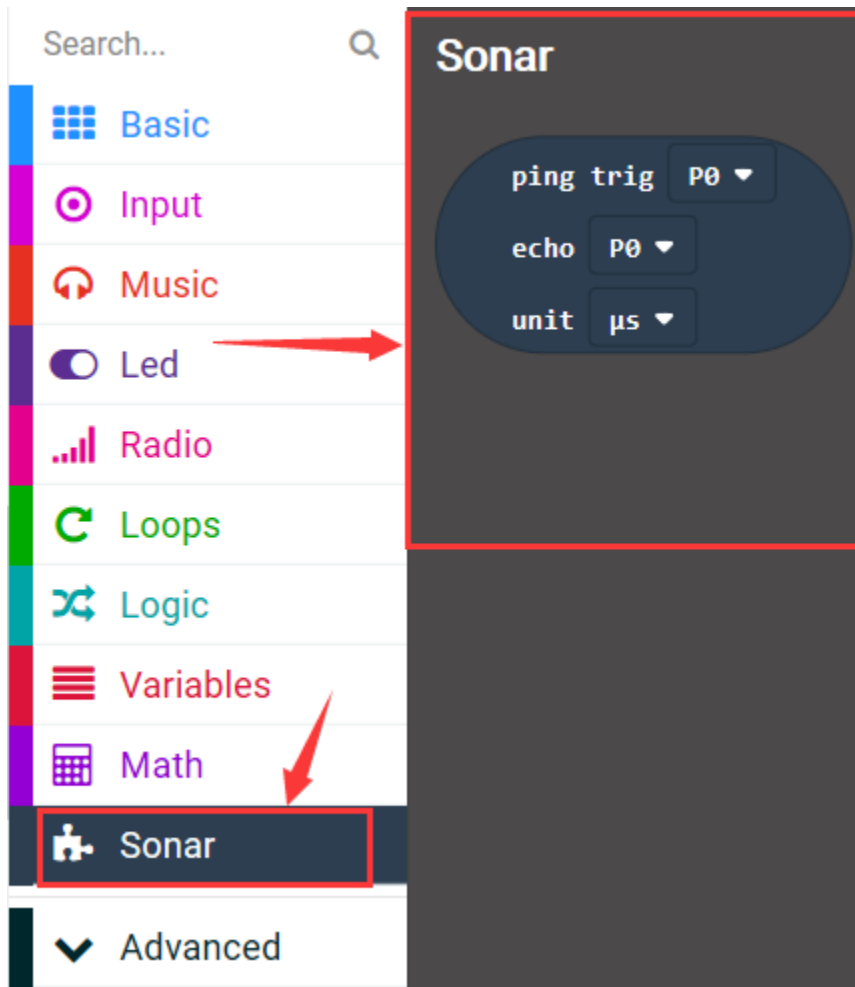 Search...
Basic
Input
Music
Led
Radio
Loops
Logic
Variables
Math
Sonar
Advanced
Sonar
ping trig P0
echo P0
unit µs